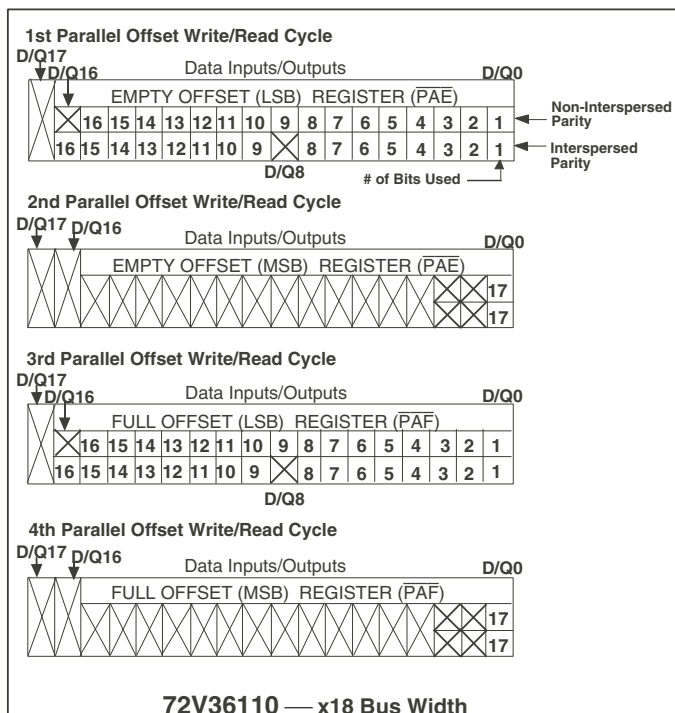 1st Parallel Offset Write/Read Cycle
D/Q17
D/Q16
Data Inputs/Outputs
D/Q0
EMPTY OFFSET (LSB) REGISTER (PAE)
16 15 14 13 12 11 10 9 8 7 6 5 4 3 2 1
Non-Interspersed
Parity
16 15 14 13 12 11 10 9 8 7 6 5 4 3 2 1
Interspersed
Parity
D/Q8
# of Bits Used
2nd Parallel Offset Write/Read Cycle
D/Q17
D/Q16
Data Inputs/Outputs
D/Q0
EMPTY OFFSET (MSB) REGISTER (PAE)
17
17
3rd Parallel Offset Write/Read Cycle
D/Q17
D/Q16
Data Inputs/Outputs
D/Q0
FULL OFFSET (LSB) REGISTER (PAF)
16 15 14 13 12 11 10 9 8 7 6 5 4 3 2 1
16 15 14 13 12 11 10 9 8 7 6 5 4 3 2 1
D/Q8
4th Parallel Offset Write/Read Cycle
D/Q17
D/Q16
Data Inputs/Outputs
D/Q0
FULL OFFSET (MSB) REGISTER (PAF)
17
17
72V36110 — x18 Bus Width